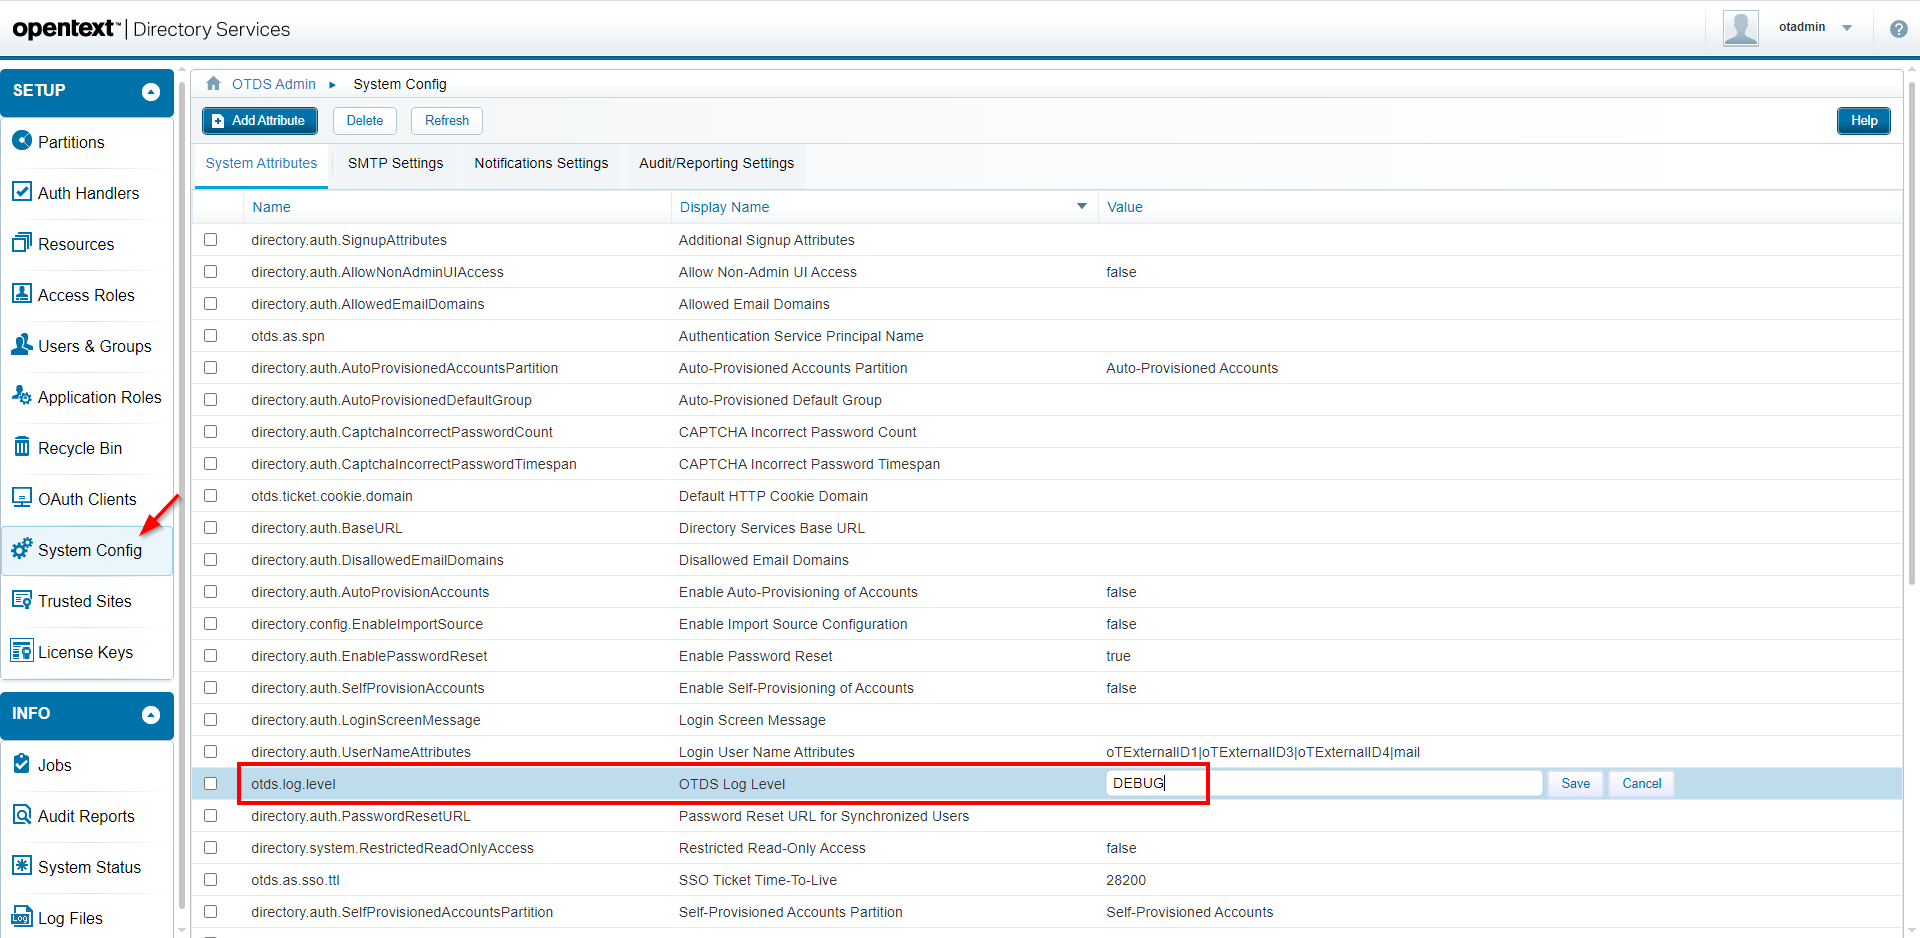 opentext™ | Directory Services
otadmin
SETUP
Partitions
Auth Handlers
Resources
Access Roles
Users & Groups
Application Roles
Recycle Bin
OAuth Clients
System Config
Trusted Sites
License Keys
INFO
Jobs
Audit Reports
System Status
Log Files
OTDS Admin ▸ System Config
Add Attribute Delete Refresh Help
System Attributes SMTP Settings Notifications Settings Audit/Reporting Settings
Name Display Name Value
directory.auth.SignupAttributes Additional Signup Attributes
directory.auth.AllowNonAdminUIAccess Allow Non-Admin UI Access false
directory.auth.AllowedEmailDomains Allowed Email Domains
otds.as.spn Authentication Service Principal Name
directory.auth.AutoProvisionedAccountsPartition Auto-Provisioned Accounts Partition Auto-Provisioned Accounts
directory.auth.AutoProvisionedDefaultGroup Auto-Provisioned Default Group
directory.auth.CaptchaIncorrectPasswordCount CAPTCHA Incorrect Password Count
directory.auth.CaptchaIncorrectPasswordTimespan CAPTCHA Incorrect Password Timespan
otds.ticket.cookie.domain Default HTTP Cookie Domain
directory.auth.BaseURL Directory Services Base URL
directory.auth.DisallowedEmailDomains Disallowed Email Domains
directory.auth.AutoProvisionAccounts Enable Auto-Provisioning of Accounts false
directory.config.EnableImportSource Enable Import Source Configuration false
directory.auth.EnablePasswordReset Enable Password Reset true
directory.auth.SelfProvisionAccounts Enable Self-Provisioning of Accounts false
directory.auth.LoginScreenMessage Login Screen Message
directory.auth.UserNameAttributes Login User Name Attributes oTExternalID1|oTExternalID3|oTExternalID4|mail
otds.log.level OTDS Log Level DEBUG Save Cancel
directory.auth.PasswordResetURL Password Reset URL for Synchronized Users
directory.system.RestrictedReadOnlyAccess Restricted Read-Only Access false
otds.as.sso.ttl SSO Ticket Time-To-Live 28200
directory.auth.SelfProvisionedAccountsPartition Self-Provisioned Accounts Partition Self-Provisioned Accounts